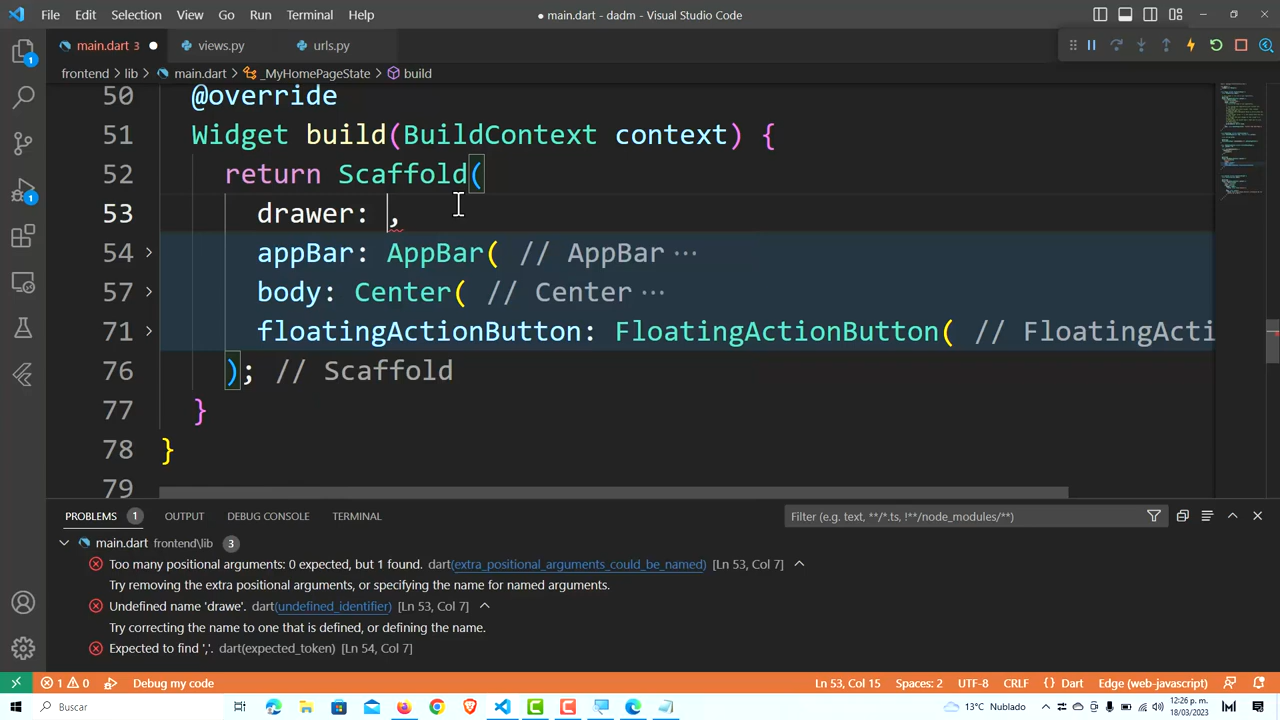 File Edit Selection View Go Run Terminal Help ● main.dart - dadm - Visual Studio Code
main.dart 3 views.py urls.py
frontend > lib > main.dart > _MyHomePageState > build
50 @override
51 Widget build(BuildContext context) {
52 return Scaffold(
53 drawer: ,
54 appBar: AppBar( // AppBar ···
57 body: Center( // Center ···
71 floatingActionButton: FloatingActionButton( // FloatingActi
76 ); // Scaffold
77 }
78 }
79
PROBLEMS 1 OUTPUT DEBUG CONSOLE TERMINAL Filter (e.g. text, **/*.ts, !**/node_modules/**)
main.dart frontend\lib 3
Too many positional arguments: 0 expected, but 1 found. dart(extra_positional_arguments_could_be_named) [Ln 53, Col 7]
Try removing the extra positional arguments, or specifying the name for named arguments.
Undefined name 'drawe'. dart(undefined_identifier) [Ln 53, Col 7]
Try correcting the name to one that is defined, or defining the name.
Expected to find ','. dart(expected_token) [Ln 54, Col 7]
1 0 Debug my code Ln 53, Col 15 Spaces: 2 UTF-8 CRLF {} Dart Edge (web-javascript)
Buscar 13°C Nublado 12:26 p. m.
18/03/2023